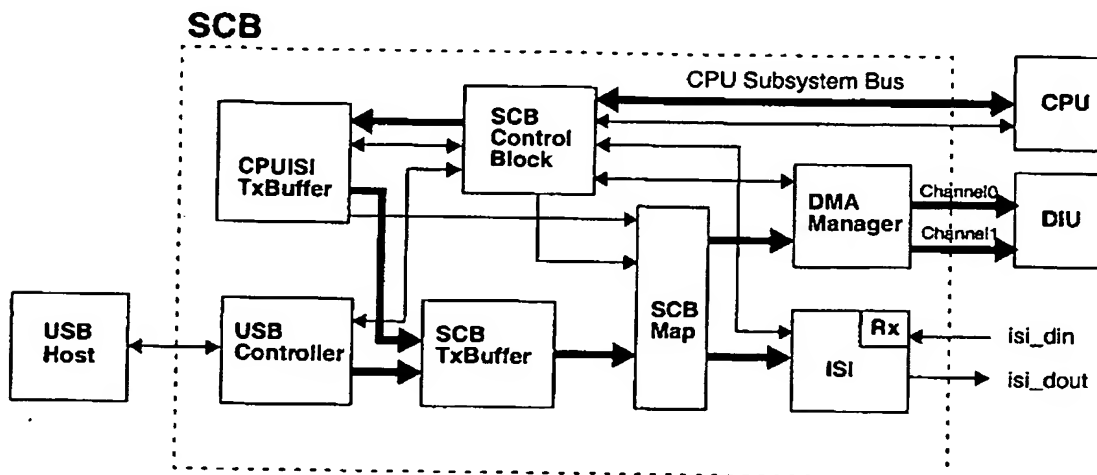 SCB
CPU Subsystem Bus
CPU
SCB
Control
Block
CPUISI
TxBuffer
DMA
Manager
Channel0
Channel1
DIU
SCB
Map
USB
Host
USB
Controller
SCB
TxBuffer
Rx
ISI
isi_din
isi_dout